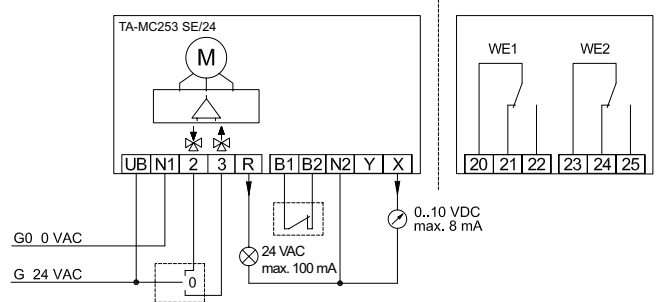 TA-MC253 SE/24
M
UB N1 2 3 R B1 B2 N2 Y X
WE1 WE2
20 21 22 23 24 25
0..10 VDC
max. 8 mA
G0 0 VAC
24 VAC
max. 100 mA
G 24 VAC
0